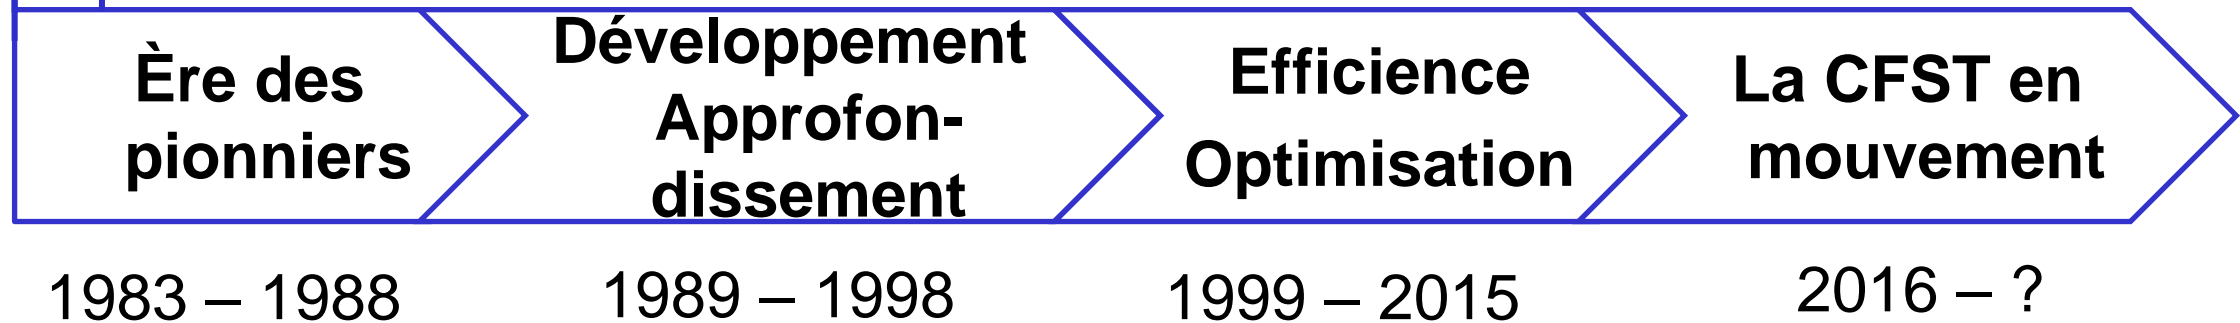 Ère des
pionniers
Développement
Approfon-
dissement
Efficience
Optimisation
La CFST en
mouvement
1983 – 1988
1989 – 1998
1999 – 2015
2016 – ?